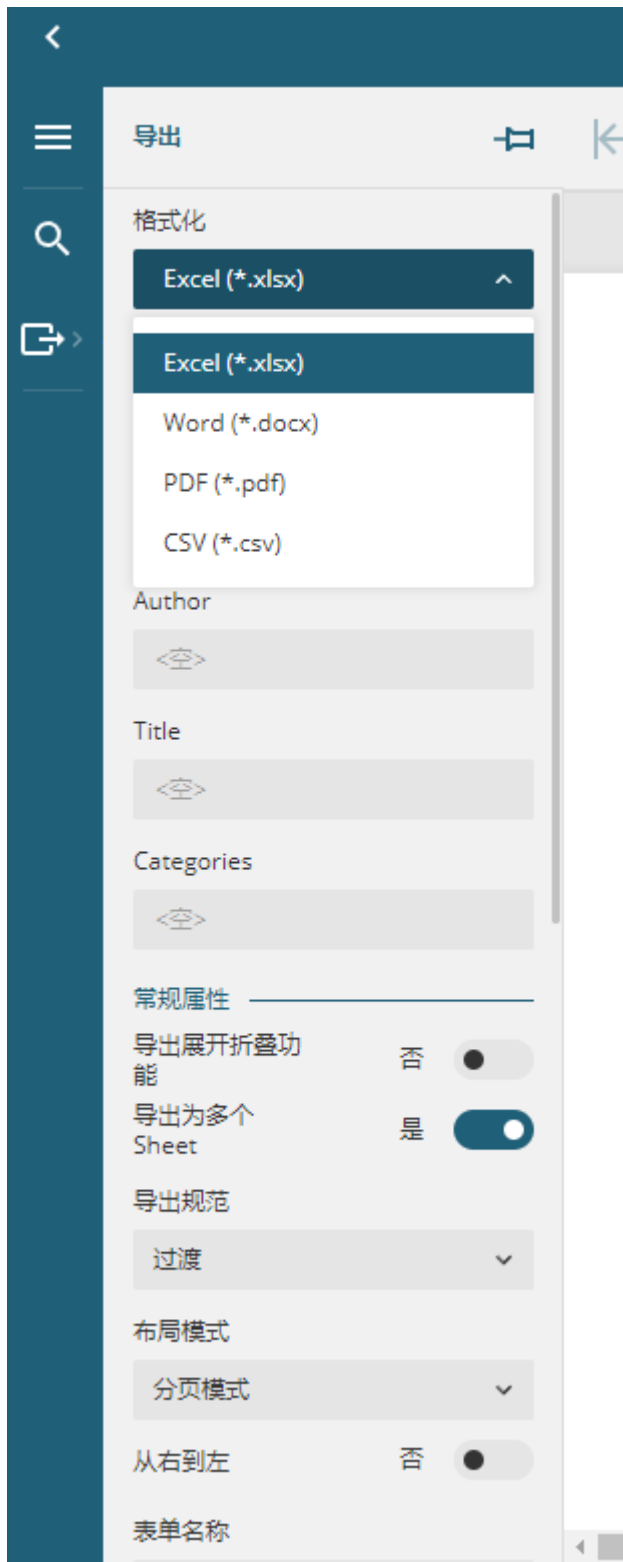 导出
格式化
Excel (*.xlsx)
Excel (*.xlsx)
Word (*.docx)
PDF (*.pdf)
CSV (*.csv)
Author
<空>
Title
<空>
Categories
<空>
常规属性
导出展开折叠功
能
否
导出为多个
Sheet
是
导出规范
过渡
布局模式
分页模式
从右到左
否
表单名称